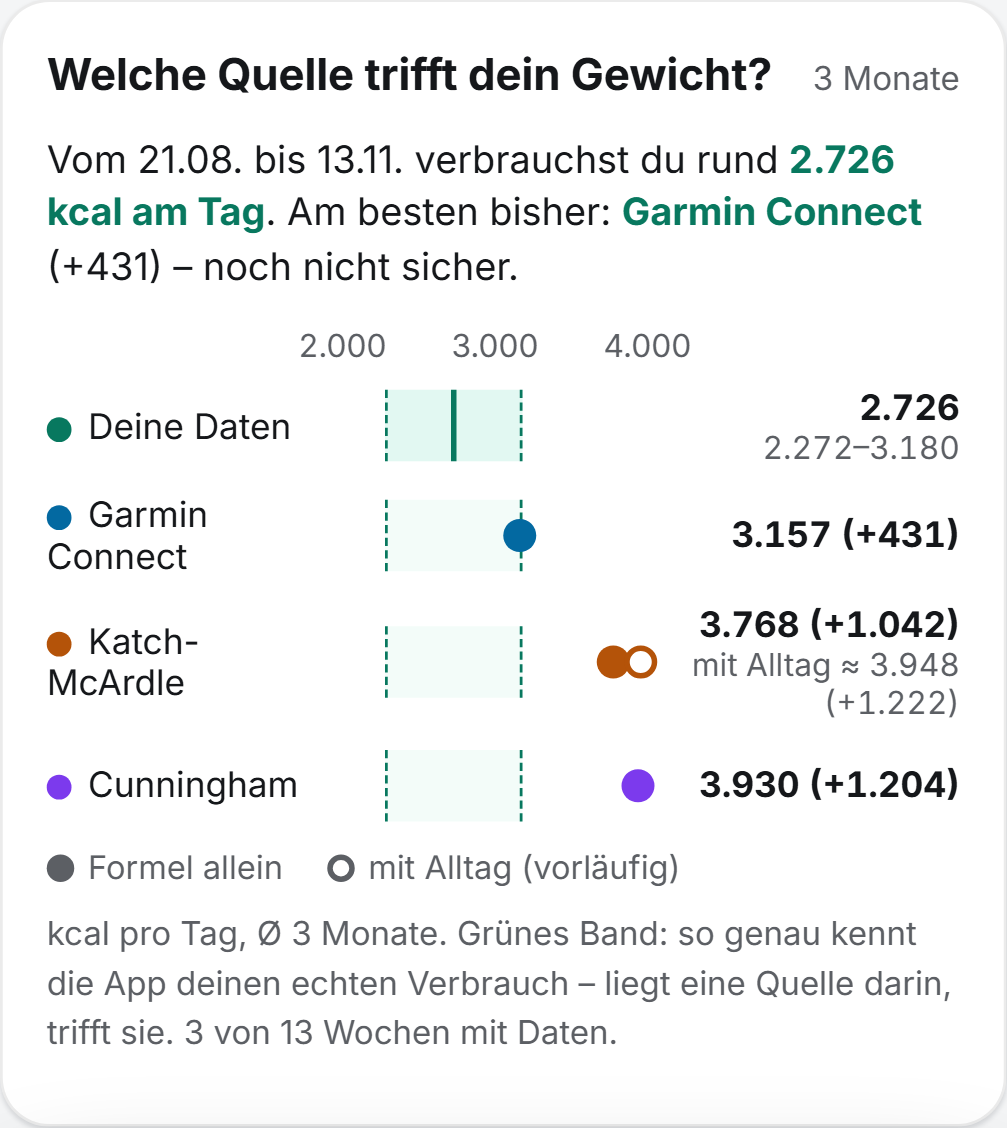 Welche Quelle trifft dein Gewicht? 3 Monate
Vom 21.08. bis 13.11. verbrauchst du rund 2.726
kcal am Tag. Am besten bisher: Garmin Connect
(+431) – noch nicht sicher.
2.000 3.000 4.000
Deine Daten
2.726
2.272–3.180
Garmin
Connect
3.157 (+431)
Katch-
McArdle
3.768 (+1.042)
mit Alltag ≈ 3.948
(+1.222)
Cunningham
3.930 (+1.204)
Formel allein mit Alltag (vorläufig)
kcal pro Tag, Ø 3 Monate. Grünes Band: so genau kennt
die App deinen echten Verbrauch – liegt eine Quelle darin,
trifft sie. 3 von 13 Wochen mit Daten.